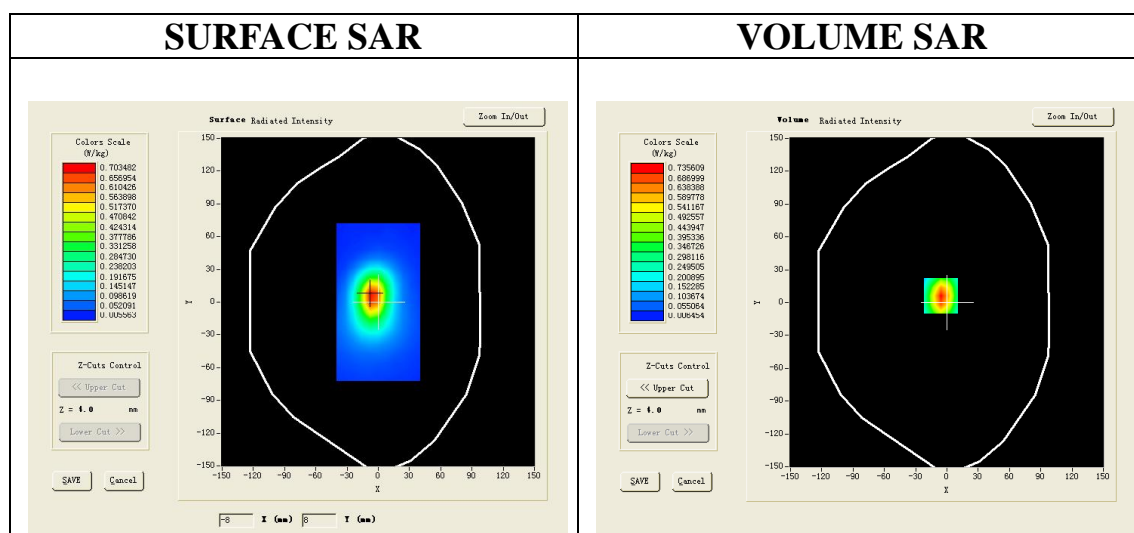 SURFACE SAR
VOLUME SAR
Surface Radiated Intensity
Zoom In/Out
Colors Scale
(W/kg)
0.703482
0.656954
0.610426
0.563898
0.517370
0.470842
0.424314
0.377786
0.331258
0.284730
0.238203
0.191675
0.145147
0.098619
0.052091
0.005563
150
120
90
60
30
0
-30
-60
-90
-120
-150
Y
-150 -120 -90 -60 -30 0 30 60 90 120 150
X
Z-Cuts Control
<< Upper Cut
Z = 4.0 mm
Lower Cut >>
SAVE
Cancel
-8 X (mm) 8 Y (mm)
Volume Radiated Intensity
Zoom In/Out
Colors Scale
(W/kg)
0.735609
0.686999
0.638388
0.589778
0.541167
0.492557
0.443947
0.395336
0.346726
0.298116
0.249505
0.200895
0.152285
0.103674
0.055064
0.006454
150
120
90
60
30
0
-30
-60
-90
-120
-150
Y
-150 -120 -90 -60 -30 0 30 60 90 120 150
X
Z-Cuts Control
<< Upper Cut
Z = 4.0 mm
Lower Cut >>
SAVE
Cancel